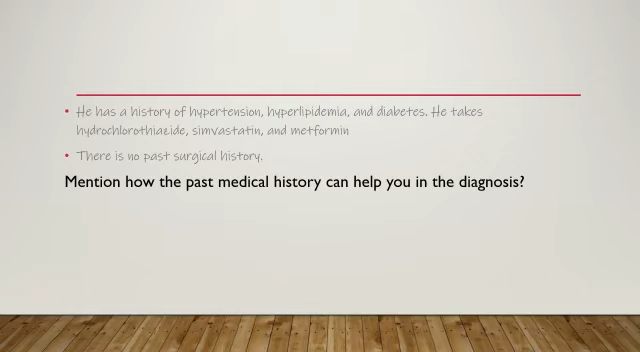 • He has a history of hypertension, hyperlipidemia, and diabetes. He takes
hydrochlorothiazide, simvastatin, and metformin
• There is no past surgical history.
Mention how the past medical history can help you in the diagnosis?